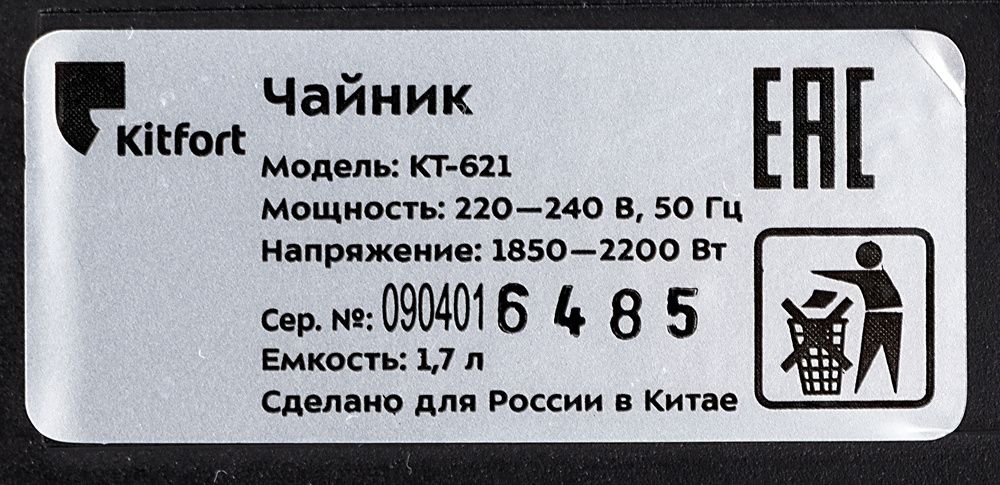 Kitfort
Чайник
EAC
Модель: КТ-621
Мощность: 220—240 В, 50 Гц
Напряжение: 1850—2200 Вт
Сер. №: 0904016485
Емкость: 1,7 л
Сделано для России в Китае